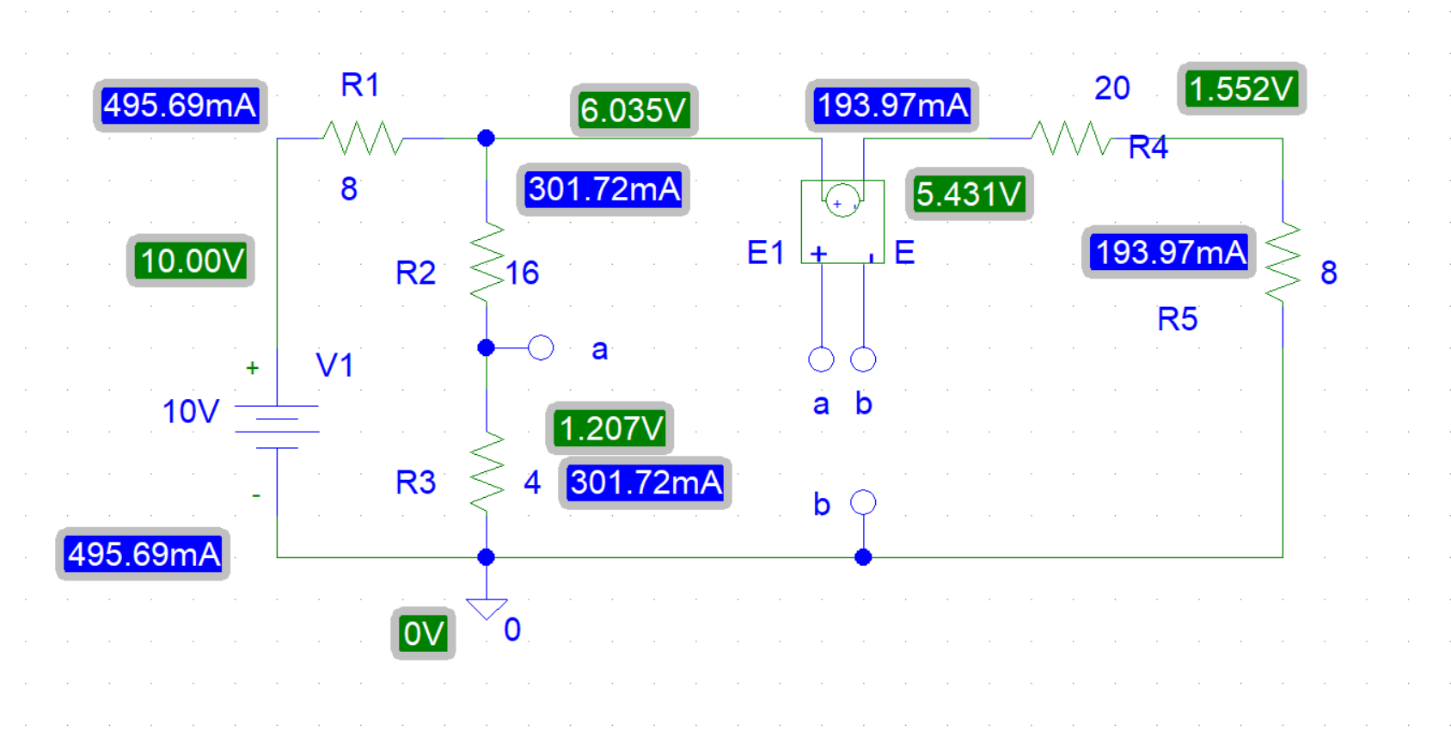 R1
20
1.552V
495.69mA
6.035V
193.97mA
R4
8
301.72mA
5.431V
10.00V
R2
16
E1
+
-
+
-
E
193.97mA
8
R5
a
+
V1
10V
a
b
1.207V
R3
4
301.72mA
-
b
495.69mA
0V
0